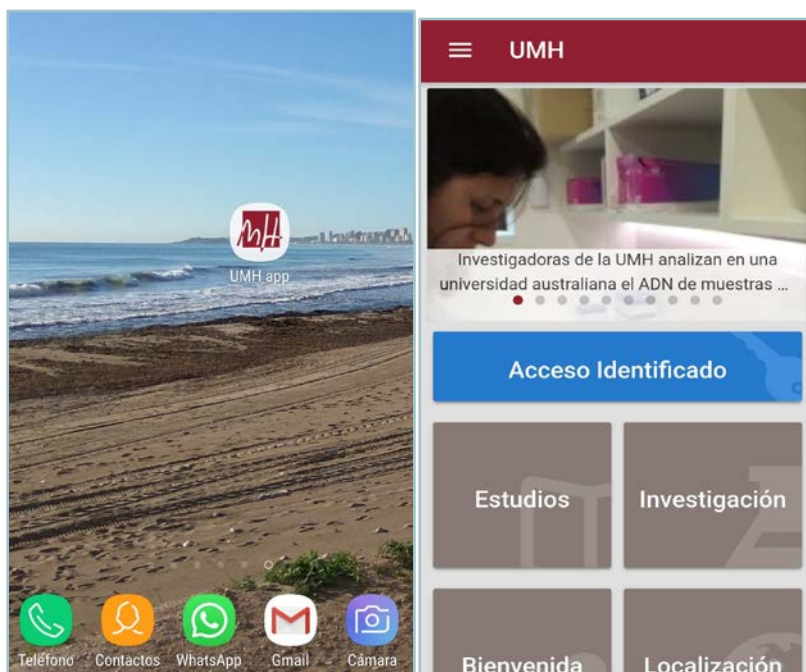 UMH app
Teléfono
Contactos
WhatsApp
Gmail
Cámara
UMH
Investigadoras de la UMH analizan en una
universidad australiana el ADN de muestras ...
Acceso Identificado
Estudios
Investigación
Bienvenida
Localización